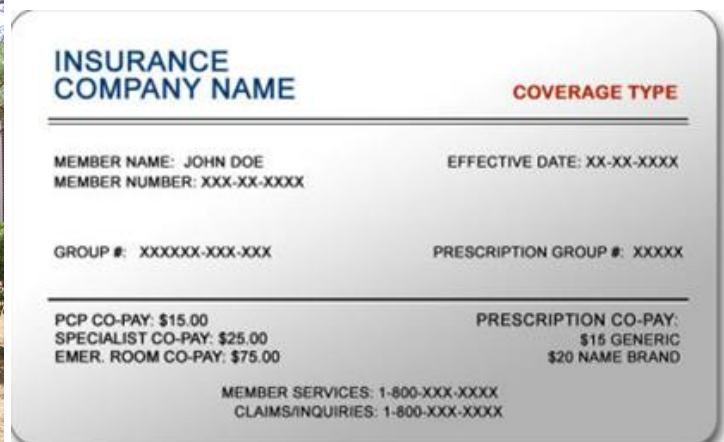 INSURANCE
COMPANY NAME
COVERAGE TYPE
MEMBER NAME: JOHN DOE
EFFECTIVE DATE: XX-XX-XXXX
MEMBER NUMBER: XXX-XX-XXXX
GROUP #: XXXXXX-XXX-XXX
PRESCRIPTION GROUP #: XXXXX
PCP CO-PAY: $15.00
SPECIALIST CO-PAY: $25.00
EMER. ROOM CO-PAY: $75.00
PRESCRIPTION CO-PAY:
$15 GENERIC
$20 NAME BRAND
MEMBER SERVICES: 1-800-XXX-XXXX
CLAIMS/INQUIRIES: 1-800-XXX-XXXX